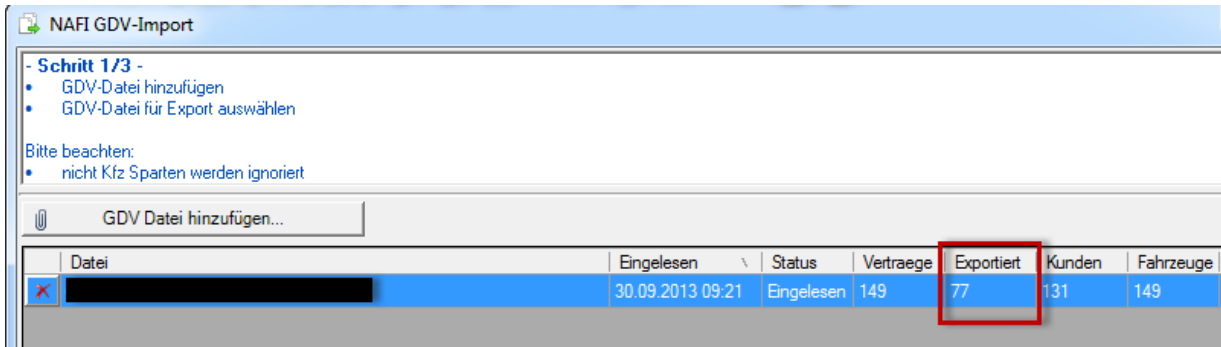 NAFI GDV-Import
- Schritt 1/3 -
• GDV-Datei hinzufügen
• GDV-Datei für Export auswählen
Bitte beachten:
• nicht Kfz Sparten werden ignoriert
GDV Datei hinzufügen...
Datei Eingelesen Status Vertraege Exportiert Kunden Fahrzeuge
30.09.2013 09:21 Eingelesen 149 77 131 149